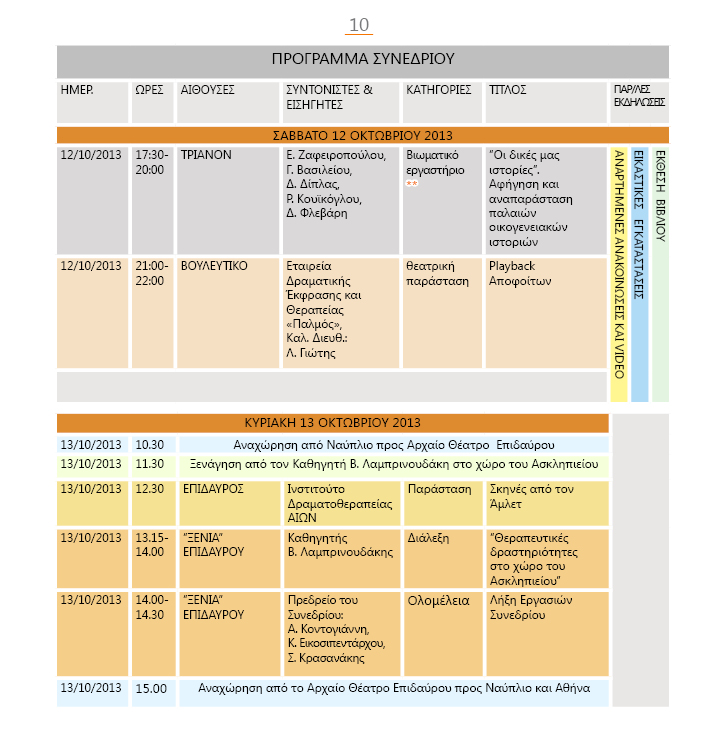 10
ΠΡΟΓΡΑΜΜΑ ΣΥΝΕΔΡΙΟΥ
ΗΜΕΡ.
ΩΡΕΣ
ΑΙΘΟΥΣΕΣ
ΣΥΝΤΟΝΙΣΤΕΣ &
ΕΙΣΗΓΗΤΕΣ
ΚΑΤΗΓΟΡΙΕΣ
ΤΙΤΛΟΣ
ΠΑΡ/ΛΕΣ
ΕΚΔΗΛΩΣΕΙΣ
ΣΑΒΒΑΤΟ 12 ΟΚΤΩΒΡΙΟΥ 2013
12/10/2013
17:30-
20:00
ΤΡΙΑΝΟΝ
Ε. Ζαφειροπούλου,
Γ. Βασιλείου,
Δ. Δίπλας,
Ρ. Κουϊκόγλου,
Δ. Φλεβάρη
Βιωματικό
εργαστήριο
**
"Οι δικές μας
ιστορίες".
Αφήγηση και
αναπαράσταση
παλαιών
οικογενειακών
ιστοριών
12/10/2013
21:00-
22:00
ΒΟΥΛΕΥΤΙΚΟ
Εταιρεία
Δραματικής
Έκφρασης και
Θεραπείας
«Παλμός»,
Καλ. Διευθ.:
Λ. Γιώτης
θεατρική
παράσταση
Playback
Αποφοίτων
ΑΝΑΡΤΗΜΕΝΕΣ ΑΝΑΚΟΙΝΩΣΕΙΣ ΚΑΙ VIDEO
ΕΙΚΑΣΤΙΚΕΣ ΕΓΚΑΤΑΣΤΑΣΕΙΣ
ΕΚΘΕΣΗ ΒΙΒΛΙΟΥ
ΚΥΡΙΑΚΗ 13 ΟΚΤΩΒΡΙΟΥ 2013
13/10/2013
10.30
Αναχώρηση από Ναύπλιο προς Αρχαίο Θέατρο Επιδαύρου
13/10/2013
11.30
Ξενάγηση από τον Καθηγητή Β. Λαμπρινουδάκη στο χώρο του Ασκληπιείου
13/10/2013
12.30
ΕΠΙΔΑΥΡΟΣ
Ινστιτούτο
Δραματοθεραπείας
ΑΙΩΝ
Παράσταση
Σκηνές από τον
Άμλετ
13/10/2013
13.15-
14.00
"ΞΕΝΙΑ"
ΕΠΙΔΑΥΡΟΥ
Καθηγητής
Β. Λαμπρινουδάκης
Διάλεξη
"Θεραπευτικές
δραστηριότητες
στο χώρο του
Ασκληπιείου"
13/10/2013
14.00-
14.30
"ΞΕΝΙΑ"
ΕΠΙΔΑΥΡΟΥ
Πρεδρείο του
Συνεδρίου:
Α. Κοντογιάννη,
Κ. Εικοσιπεντάρχου,
Σ. Κρασανάκης
Ολομέλεια
Λήξη Εργασιών
Συνεδρίου
13/10/2013
15.00
Αναχώρηση από το Αρχαίο Θέατρο Επιδαύρου προς Ναύπλιο και Αθήνα